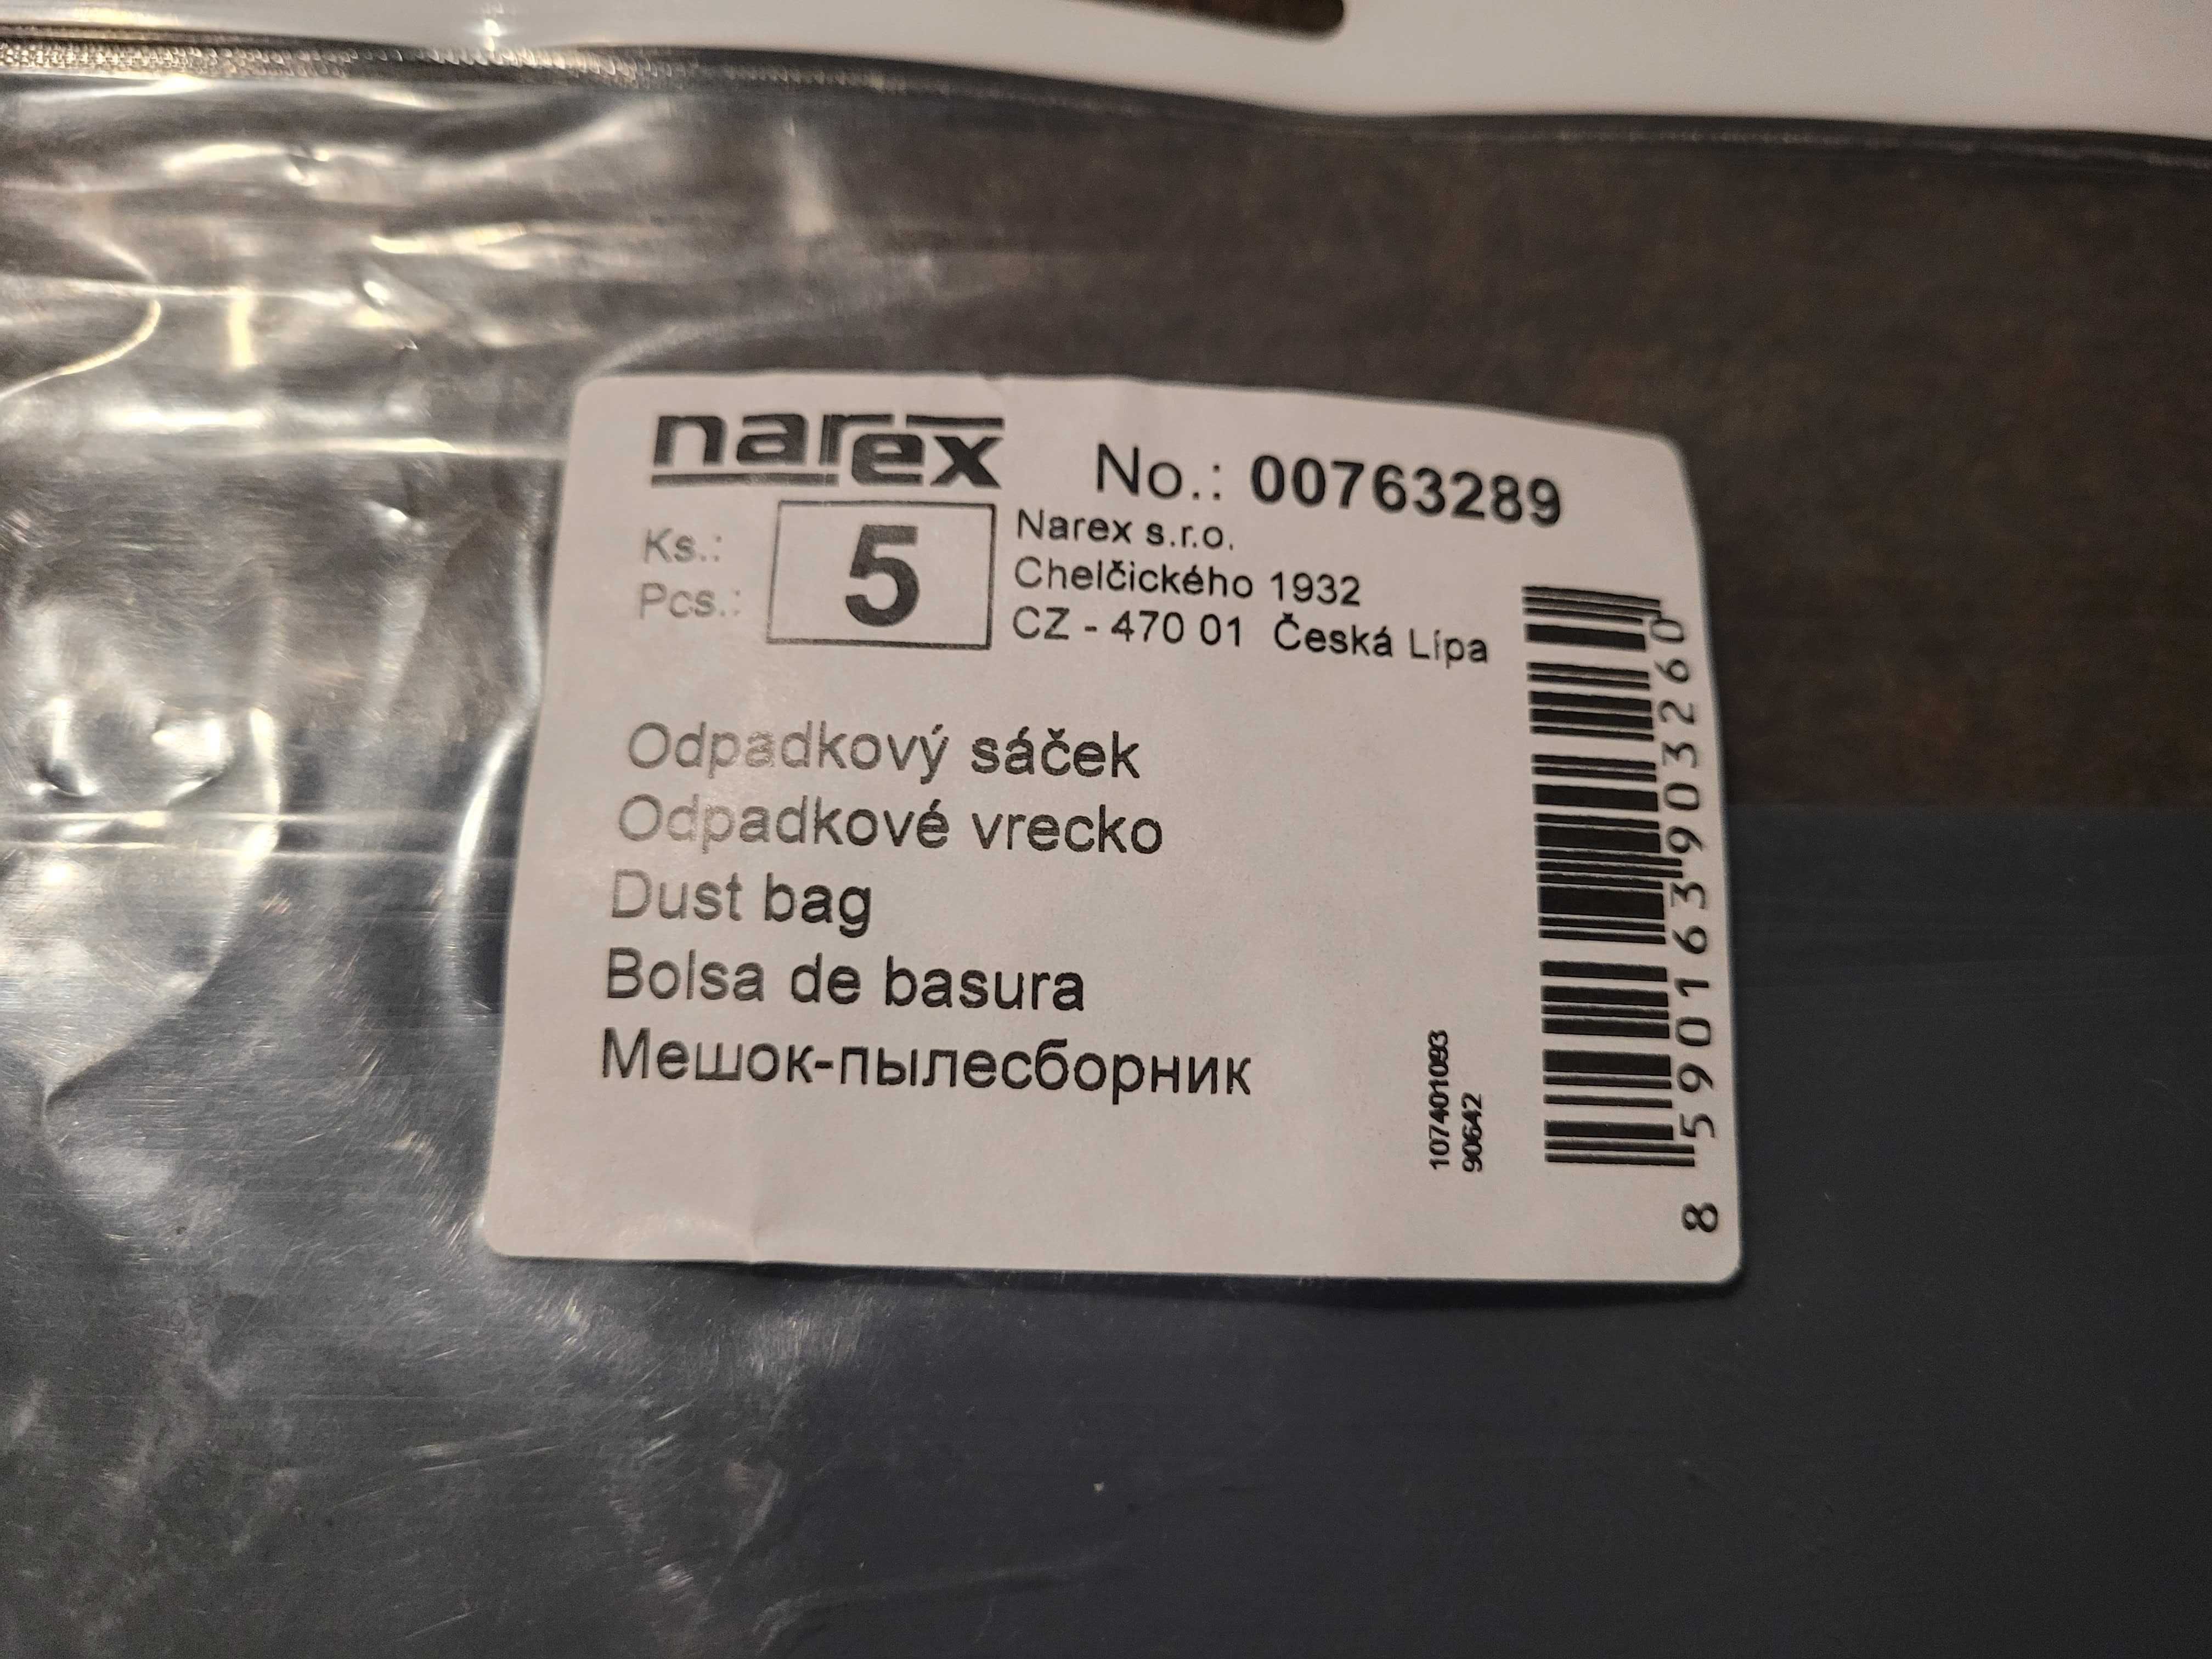 narex
No.: 00763289
Ks.:
Pcs.:
5
Narex s.r.o.
Chelčického 1932
CZ - 470 01 Česká Lípa
Odpadkový sáček
Odpadkové vrecko
Dust bag
Bolsa de basura
Мешок-пылесборник
107401093
90642
8 590163 903260